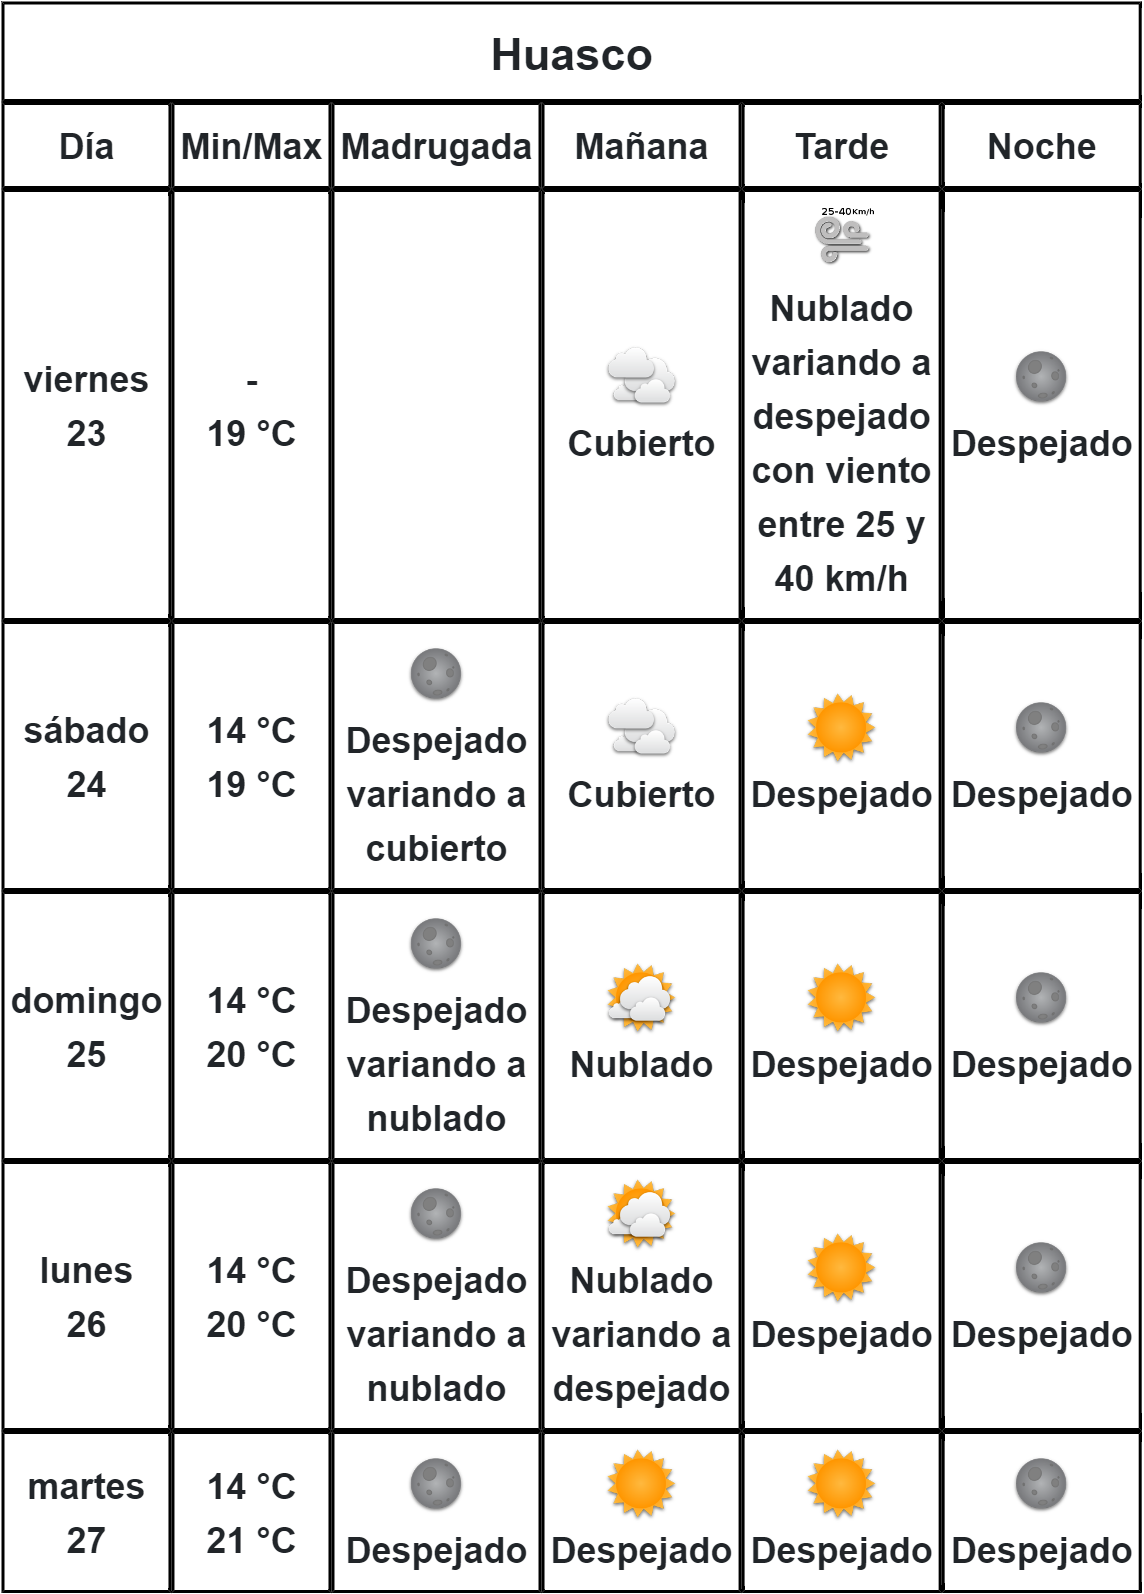 Huasco
Día Min/Max Madrugada Mañana Tarde Noche
viernes
23
-
19 °C
Cubierto
25-40Km/h
Nublado
variando a
despejado
con viento
entre 25 y
40 km/h
Despejado
sábado
24
14 °C
19 °C
Despejado
variando a
cubierto
Cubierto
Despejado
Despejado
domingo
25
14 °C
20 °C
Despejado
variando a
nublado
Nublado
Despejado
Despejado
lunes
26
14 °C
20 °C
Despejado
variando a
nublado
Nublado
variando a
despejado
Despejado
Despejado
martes
27
14 °C
21 °C
Despejado
Despejado
Despejado
Despejado